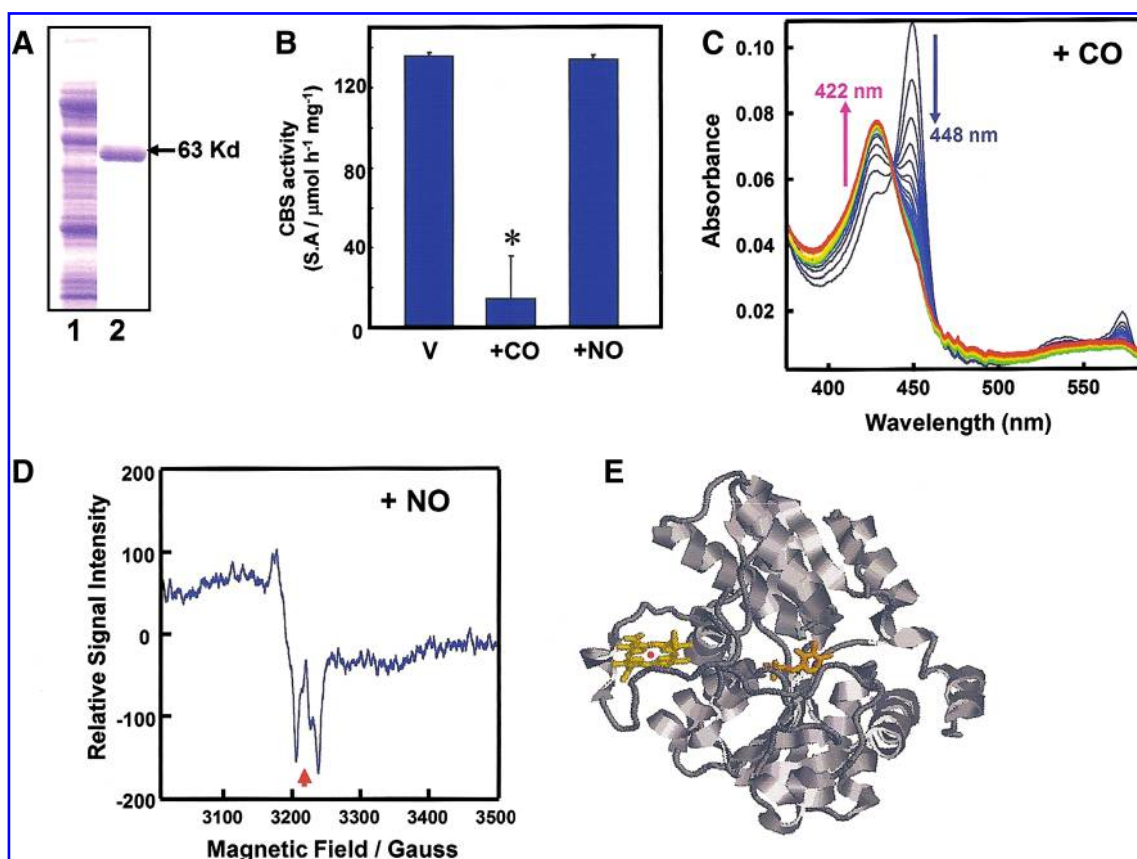 A
63 Kd
1 2
B
CBS activity
(S.A / μmol h⁻¹ mg⁻¹)
120
80
40
0
*
V +CO +NO
C
+ CO
422 nm
448 nm
Absorbance
0.10
0.08
0.06
0.04
0.02
400 450 500 550
Wavelength (nm)
D
+ NO
Relative Signal Intensity
200
100
0
-100
-200
3100 3200 3300 3400 3500
Magnetic Field / Gauss
E